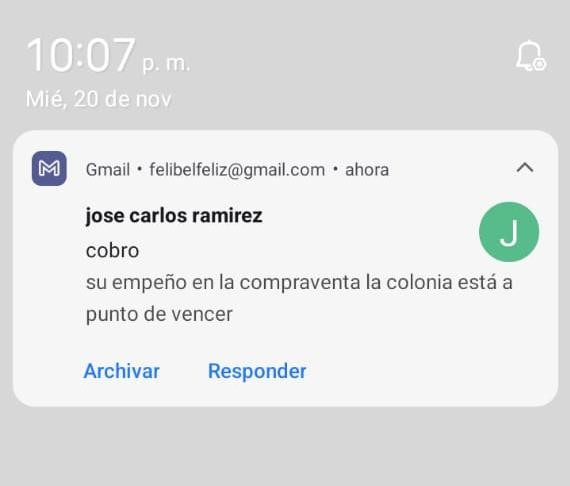 10:07 p. m.
Mié, 20 de nov
Gmail • felibelfeliz@gmail.com • ahora
jose carlos ramirez
J
cobro
su empeño en la compraventa la colonia está a
punto de vencer
Archivar Responder